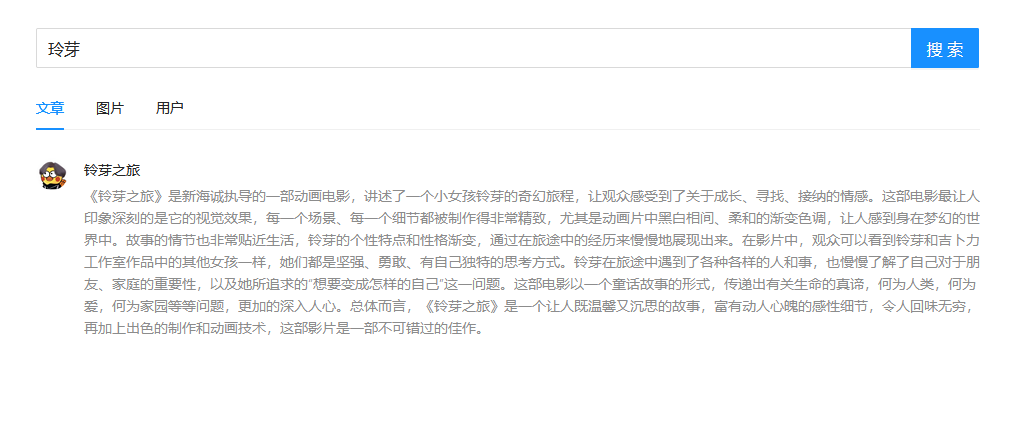 玲芽
搜 索
文章 图片 用户
铃芽之旅
《铃芽之旅》是新海诚执导的一部动画电影，讲述了一个小女孩铃芽的奇幻旅程，让观众感受到了关于成长、寻找、接纳的情感。这部电影最让人
印象深刻的是它的视觉效果，每一个场景、每一个细节都被制作得非常精致，尤其是动画片中黑白相间、柔和的渐变色调，让人感到身在梦幻的世
界中。故事的情节也非常贴近生活，铃芽的个性特点和性格渐变，通过在旅途中的经历来慢慢地展现出来。在影片中，观众可以看到铃芽和吉卜力
工作室作品中的其他女孩一样，她们都是坚强、勇敢、有自己独特的思考方式。铃芽在旅途中遇到了各种各样的人和事，也慢慢了解了自己对于朋
友、家庭的重要性，以及她所追求的"想要变成怎样的自己"这一问题。这部电影以一个童话故事的形式，传递出有关生命的真谛，何为人类，何为
爱，何为家园等等问题，更加的深入人心。总体而言，《铃芽之旅》是一个让人既温馨又沉思的故事，富有动人心魄的感性细节，令人回味无穷，
再加上出色的制作和动画技术，这部影片是一部不可错过的佳作。